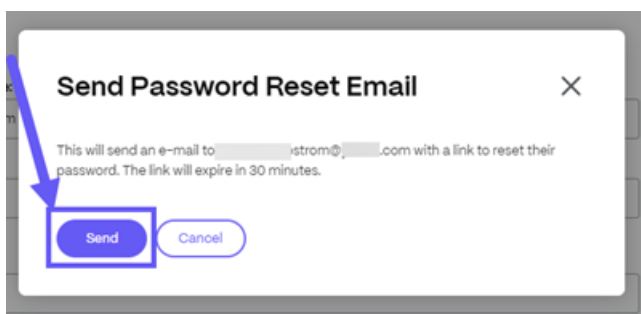 Send Password Reset Email
This will send an e-mail to strom@ .com with a link to reset their
password. The link will expire in 30 minutes.
Send Cancel